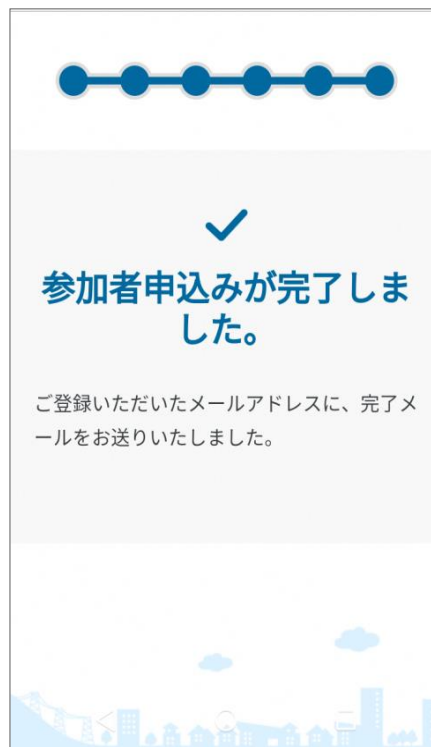 参加者申込みが完了しま
した。
ご登録いただいたメールアドレスに、完了メ
ールをお送りいたしました。